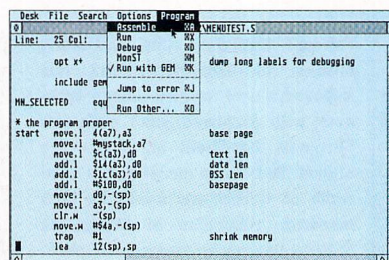 Desk File Search Options Program
\MENUTEST.S
Line: 25 Col:
Assemble ⌘A
Run ⌘X
Debug ⌘D
MonST ⌘M
✓ Run with GEM ⌘K
Jump to error ⌘J
Run Other... ⌘O
opt x+ dump long labels for debugging
include gem
MN_SELECTED equ
* the program proper
start move.l 4(a7),a3 base page
move.l #mystack,a7
move.l $c(a3),d0 text len
add.l $14(a3),d0 data len
add.l $1c(a3),d0 BSS len
add.l #$100,d0 basepage
move.l d0,-(sp)
move.l a3,-(sp)
clr.w -(sp)
move.w #$4a,-(sp)
trap #1 shrink memory
lea 12(sp),sp